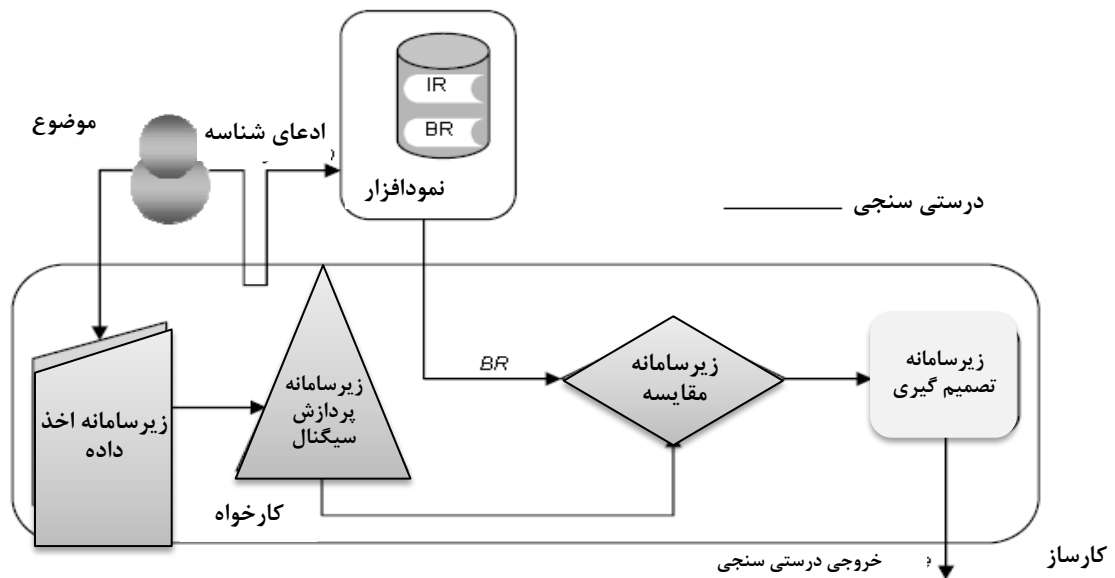 IR
BR
موضوع
ادعای شناسه
نمودافزار
درستی سنجی
BR
زیرسامانه اخذ
داده
زیرسامانه
پردازش
سیگنال
زیرسامانه
مقایسه
زیرسامانه
تصمیم گیری
کارخواه
خروجی درستی سنجی
کارساز